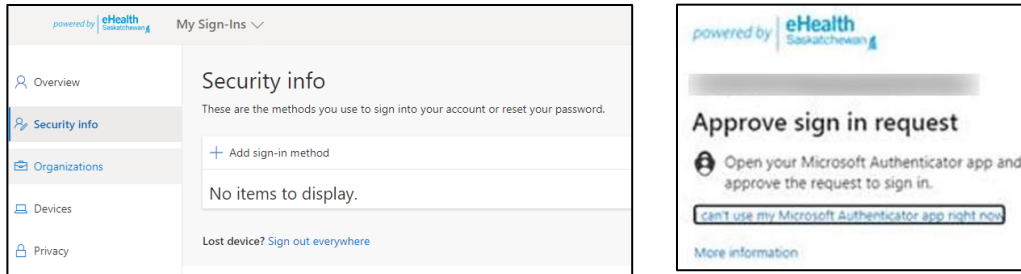 powered by eHealth Saskatchewan
My Sign-Ins
Overview
Security info
Organizations
Devices
Privacy
Security info
These are the methods you use to sign into your account or reset your password.
+ Add sign-in method
No items to display.
Lost device? Sign out everywhere
powered by eHealth Saskatchewan
Approve sign in request
Open your Microsoft Authenticator app and
approve the request to sign in.
can't use my Microsoft Authenticator app right now
More information